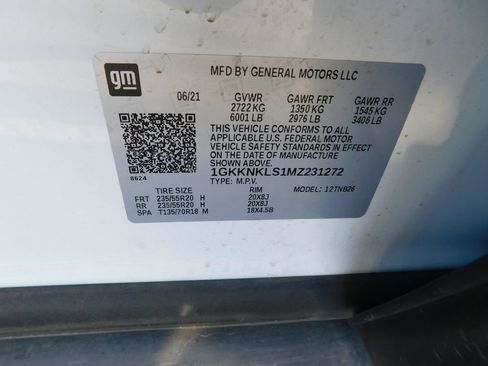 gm
MFD BY GENERAL MOTORS LLC
06/21 GVWR GAWR FRT GAWR RR
2722 KG 1350 KG 1545 KG
6001 LB 2976 LB 3406 LB
THIS VEHICLE CONFORMS TO ALL
APPLICABLE U.S. FEDERAL MOTOR
VEHICLE SAFETY STANDARDS IN EFFECT
ON THE DATE OF MANUFACTURE
SHOWN ABOVE.
8624 1GKKNKLS1MZ231272
TYPE: M.P.V. MODEL: 12TNB26
TIRE SIZE RIM
FRT 235/55R20 H 20X8J
RR 235/55R20 H 20X8J
SPA T135/70R18 M 18X4.5B